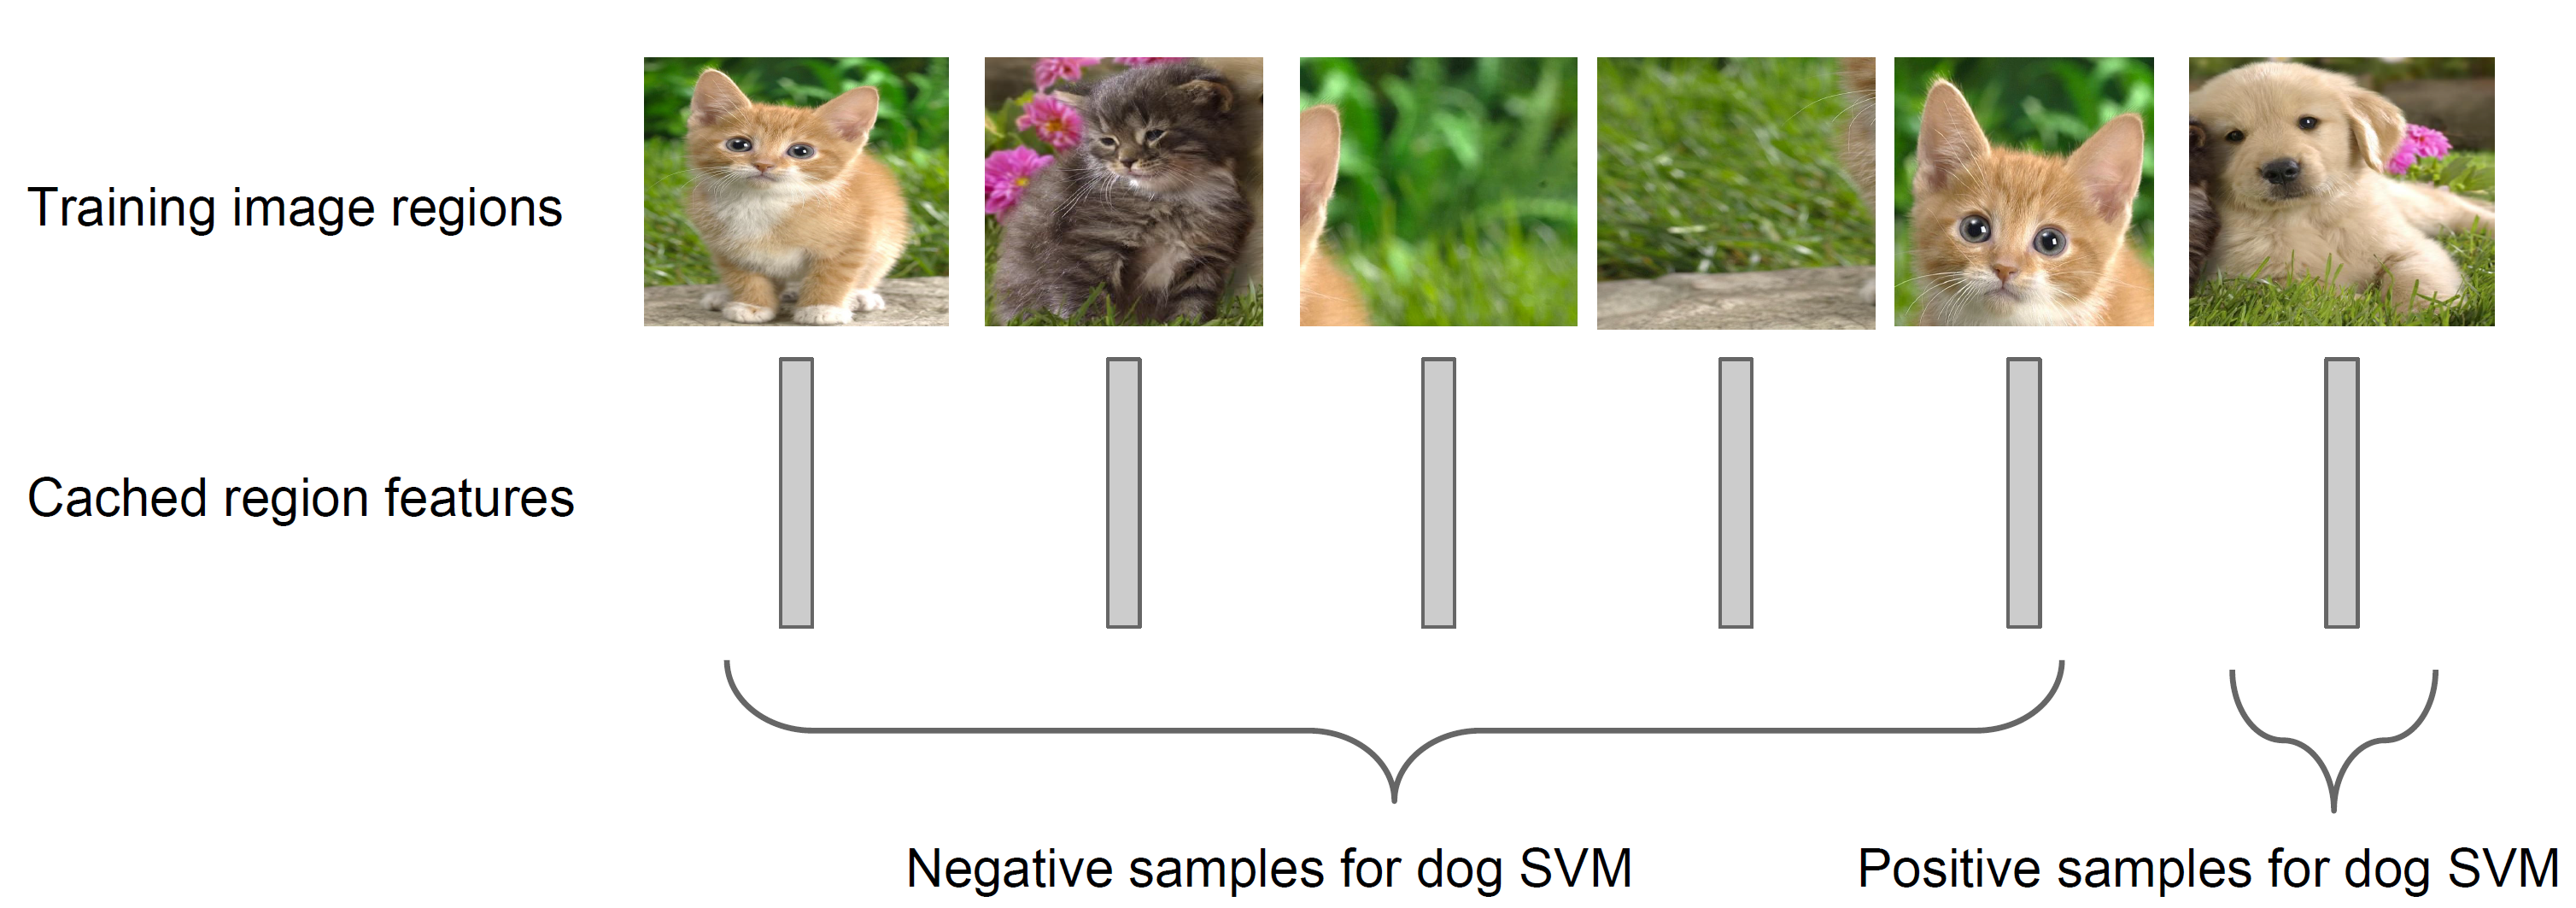 Training image regions
Cached region features
Negative samples for dog SVM
Positive samples for dog SVM